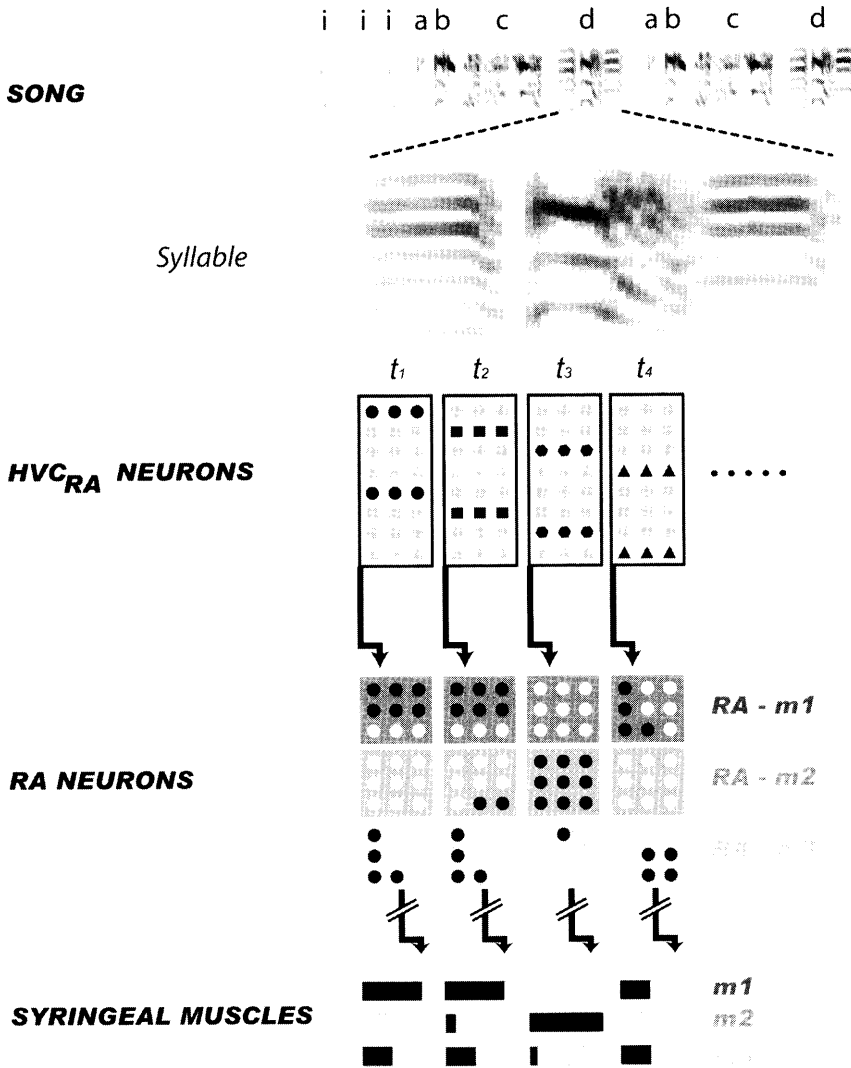 i i i a b c d a b c d
SONG
Syllable
t1 t2 t3 t4
HVCRA NEURONS
RA - m1
RA NEURONS
RA - m2
m1
SYRINGEAL MUSCLES
m2